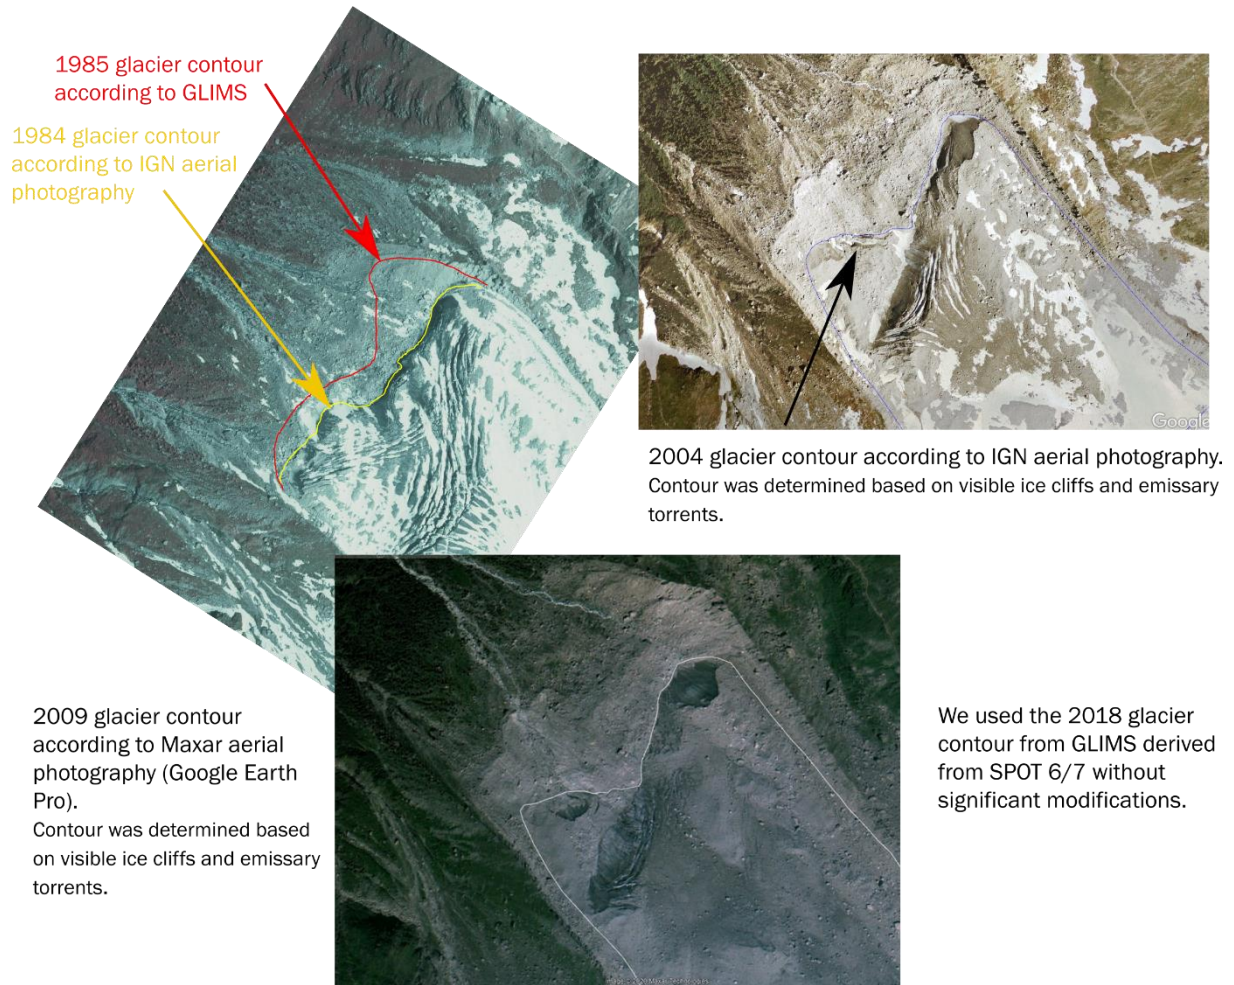 1985 glacier contour
according to GLIMS
1984 glacier contour
according to IGN aerial
photography
Google
2004 glacier contour according to IGN aerial photography.
Contour was determined based on visible ice cliffs and emissary
torrents.
2009 glacier contour
according to Maxar aerial
photography (Google Earth
Pro).
Contour was determined based
on visible ice cliffs and emissary
torrents.
We used the 2018 glacier
contour from GLIMS derived
from SPOT 6/7 without
significant modifications.